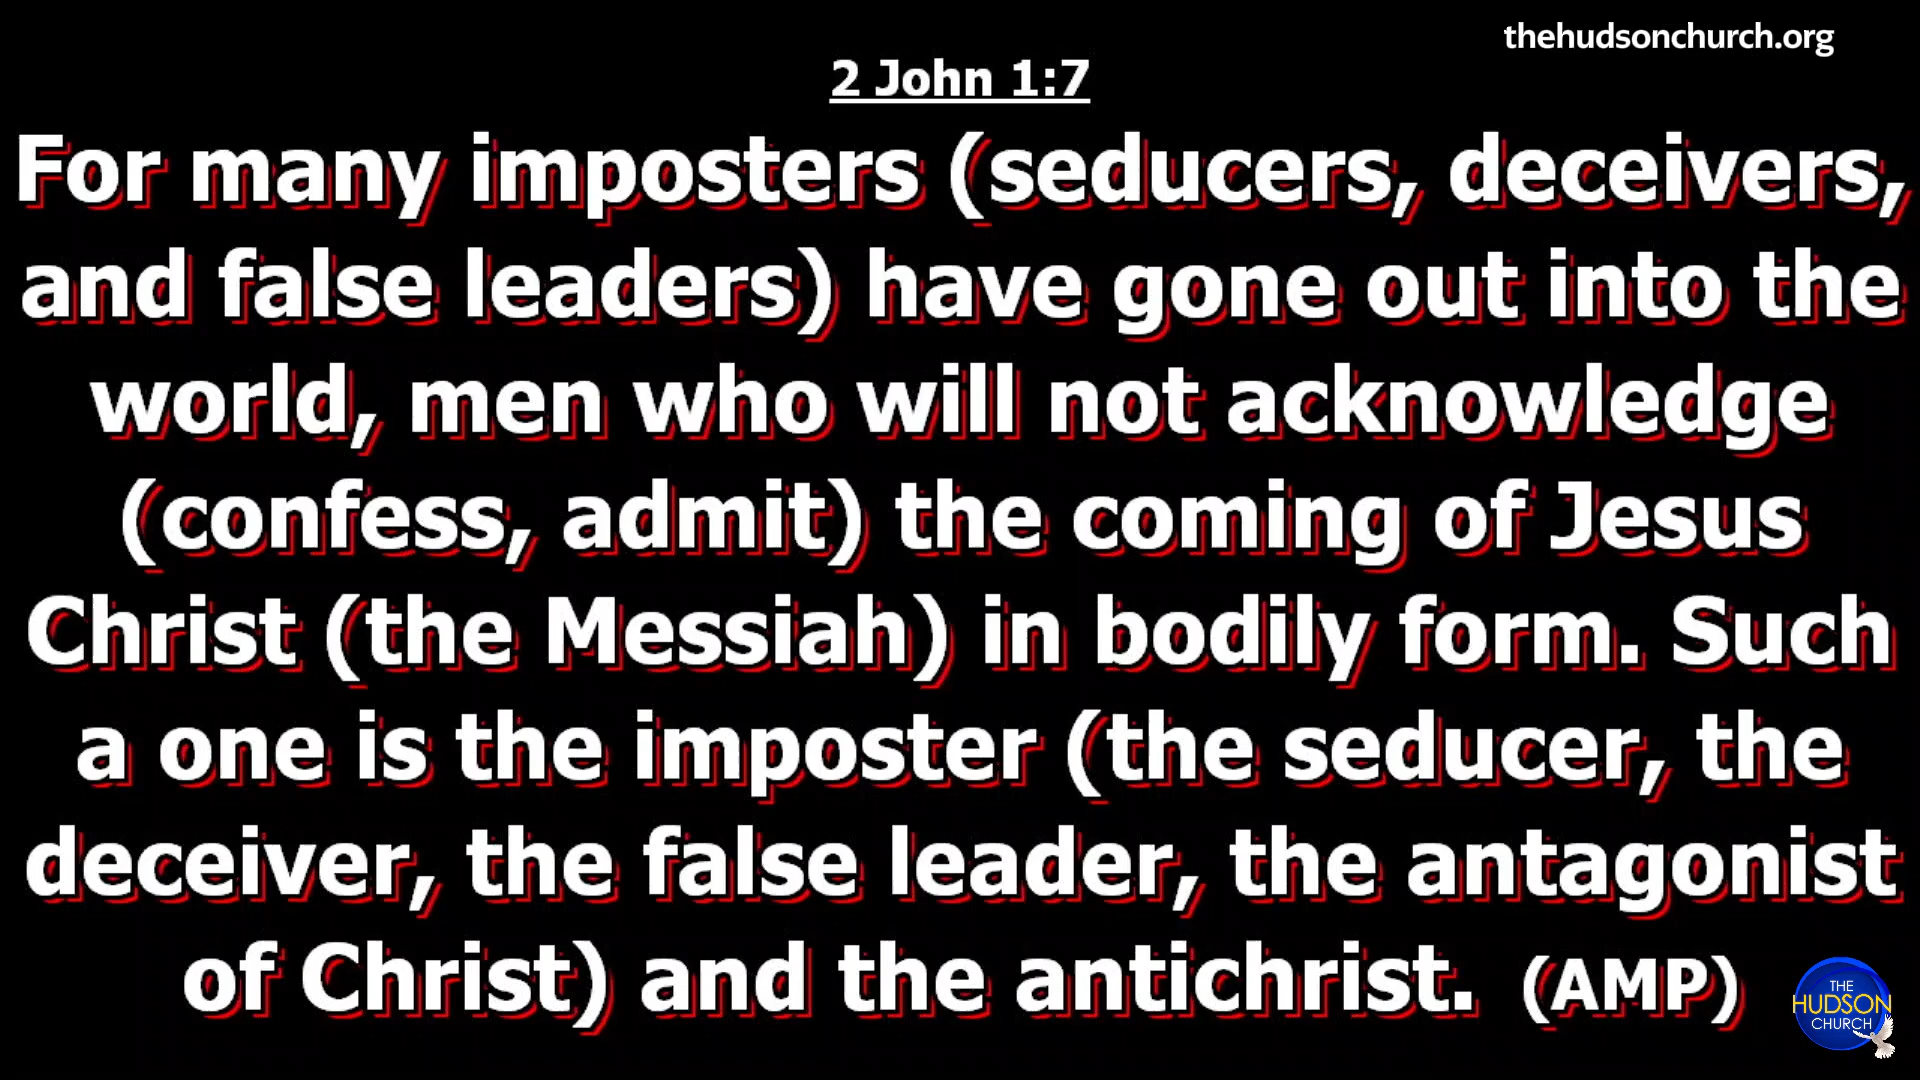 thehudsonchurch.org
2 John 1:7
For many imposters (seducers, deceivers,
and false leaders) have gone out into the
world, men who will not acknowledge
(confess, admit) the coming of Jesus
Christ (the Messiah) in bodily form. Such
a one is the imposter (the seducer, the
deceiver, the false leader, the antagonist
of Christ) and the antichrist. (AMP)
THE
HUDSON
CHURCH